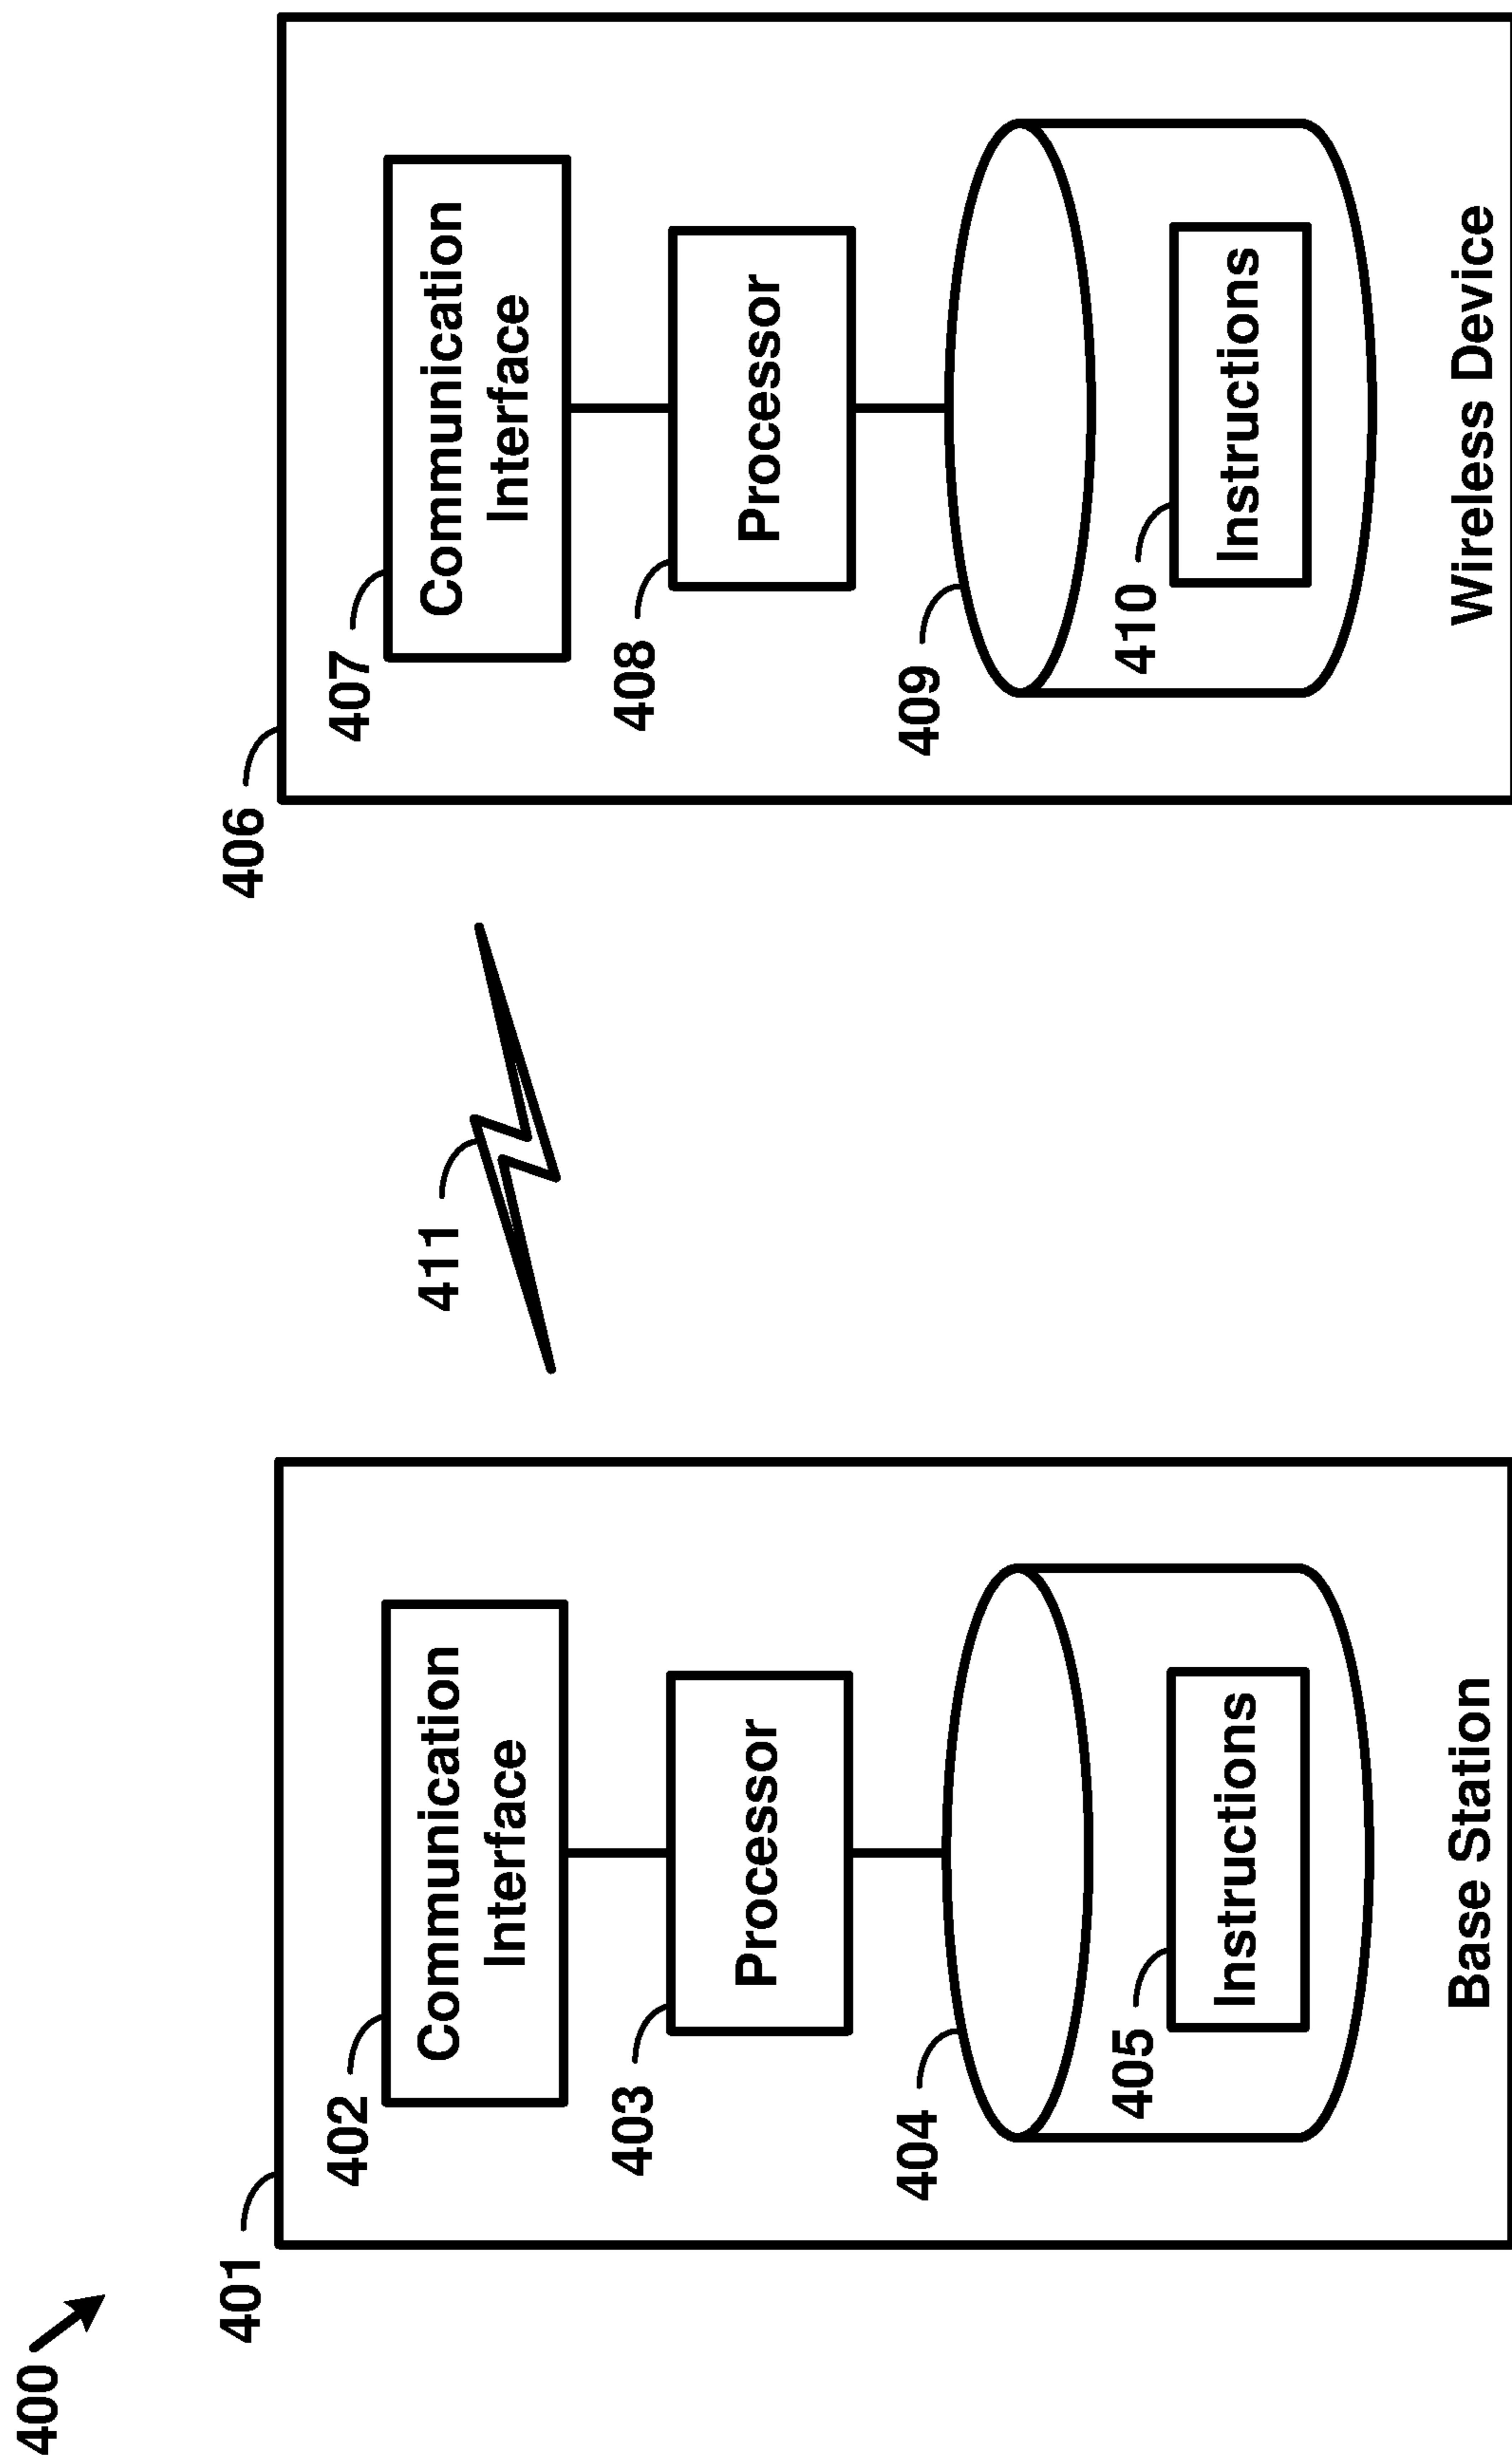 400
401
402
Communication
Interface
403
Processor
404
405
Instructions
Base Station
411
406
407
Communication
Interface
408
Processor
409
410
Instructions
Wireless Device